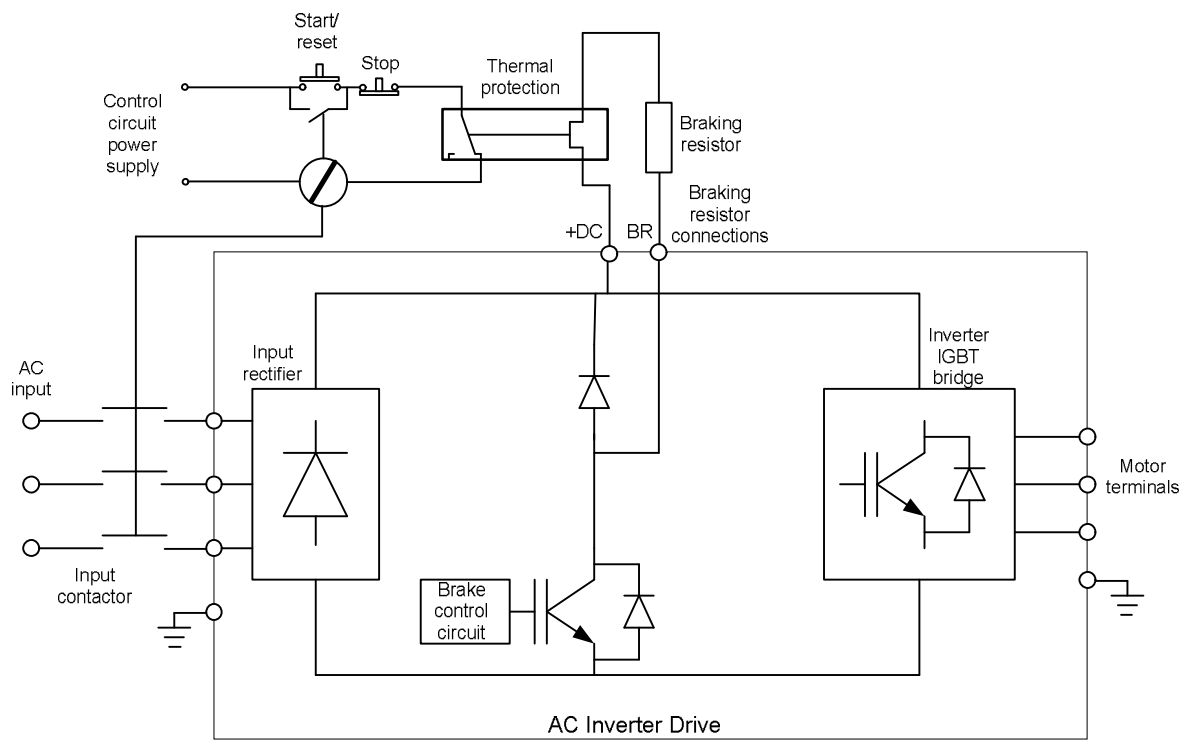 Start/
reset
Stop
Thermal
protection
Control
circuit
power
supply
Braking
resistor
Braking
resistor
connections
+DC
BR
Input
rectifier
Inverter
IGBT
bridge
AC
input
Motor
terminals
Input
contactor
Brake
control
circuit
AC Inverter Drive